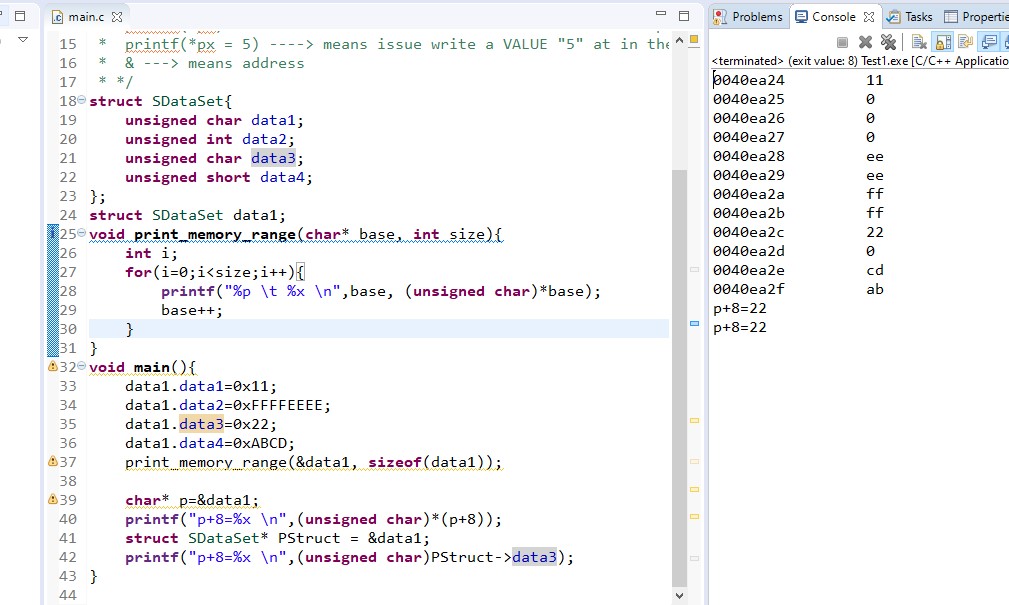 main.c
15 * printf(*px = 5) ----> means issue write a VALUE "5" at in the
16 * & ---> means address
17 * */
18 struct SDataSet{
19 unsigned char data1;
20 unsigned int data2;
21 unsigned char data3;
22 unsigned short data4;
23 };
24 struct SDataSet data1;
25 void print_memory_range(char* base, int size){
26 int i;
27 for(i=0;i<size;i++){
28 printf("%p \t %x \n",base, (unsigned char)*base);
29 base++;
30 }
31 }
32 void main(){
33 data1.data1=0x11;
34 data1.data2=0xFFFFEEEE;
35 data1.data3=0x22;
36 data1.data4=0xABCD;
37 print_memory_range(&data1, sizeof(data1));
38
39 char* p=&data1;
40 printf("p+8=%x \n",(unsigned char)*(p+8));
41 struct SDataSet* PStruct = &data1;
42 printf("p+8=%x \n",(unsigned char)PStruct->data3);
43 }
44
Problems Console Tasks Propertie
<terminated> (exit value: 8) Test1.exe [C/C++ Applicatio
0040ea24 11
0040ea25 0
0040ea26 0
0040ea27 0
0040ea28 ee
0040ea29 ee
0040ea2a ff
0040ea2b ff
0040ea2c 22
0040ea2d 0
0040ea2e cd
0040ea2f ab
p+8=22
p+8=22